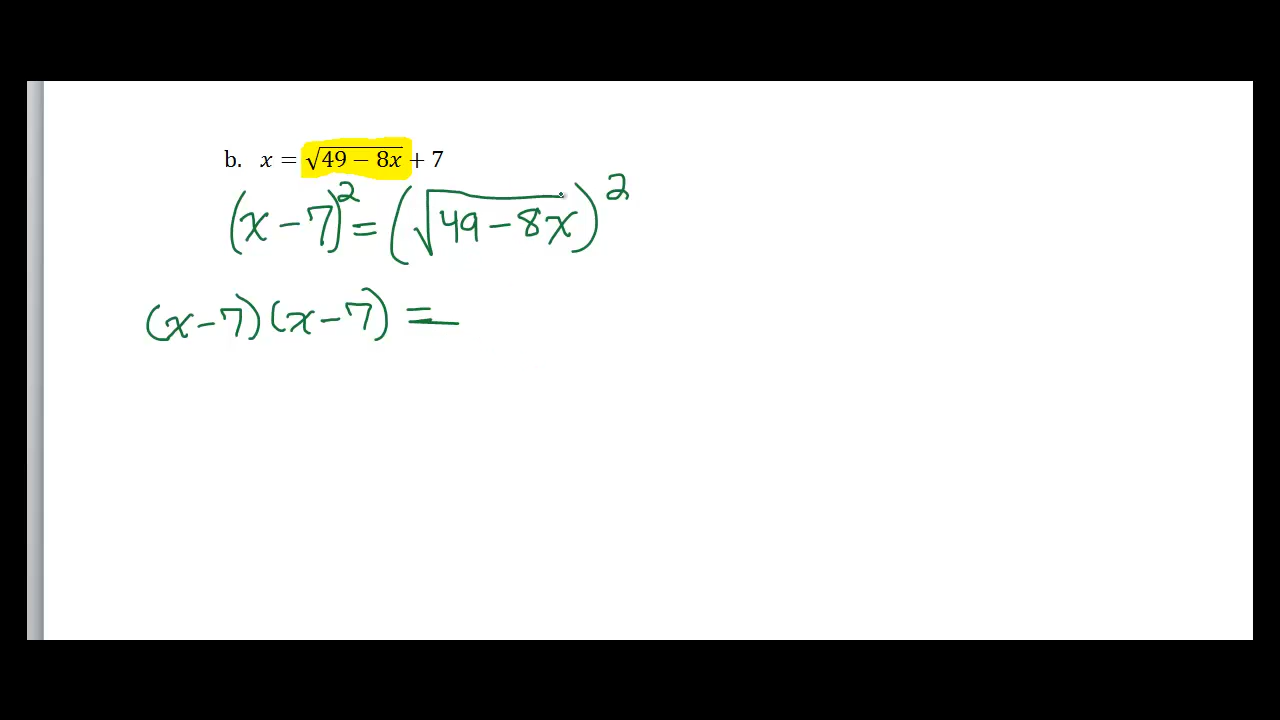 b. x = √49 − 8x + 7
(x − 7)² = (√49 − 8x)²
(x − 7)(x − 7) =